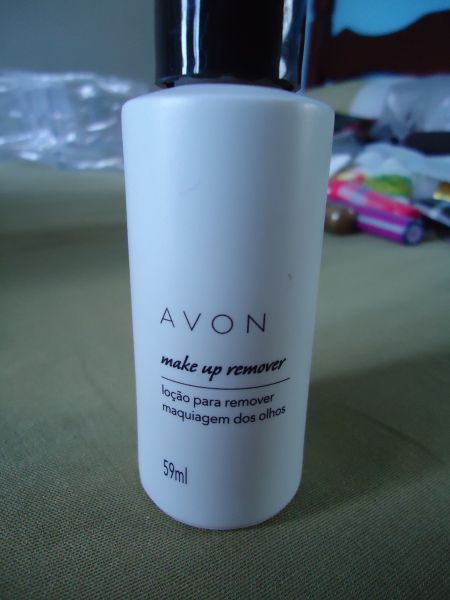 AVON
make up remover
loção para remover
maquiagem dos olhos
59ml